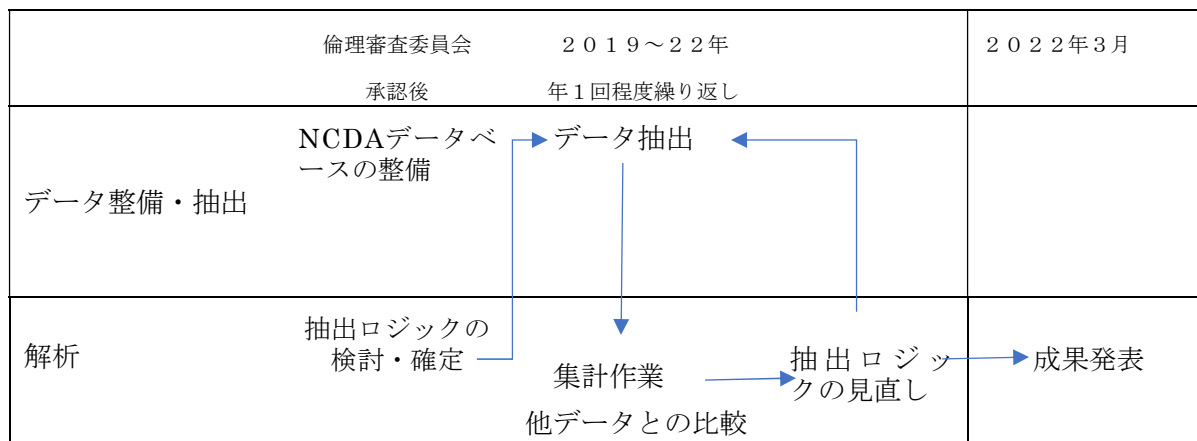 倫理審査委員会 ２０１９～２２年 ２０２２年３月
承認後 年１回程度繰り返し
データ整備・抽出
NCDAデータベ
ースの整備
データ抽出
解析
抽出ロジックの
検討・確定
集計作業
他データとの比較
抽出ロジッ
クの見直し
成果発表